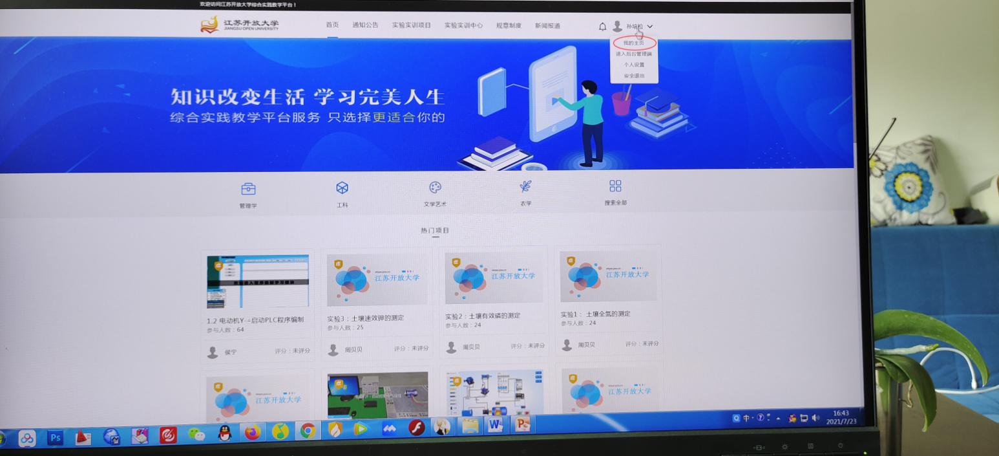 欢迎访问江苏开放大学综合实践教学平台！
江苏开放大学
JIANGSU OPEN UNIVERSITY
首页 通知公告 实验实训项目 实验实训中心 规章制度 新闻报道
孙培松
我的主页
进入后台管理端
个人设置
安全退出
知识改变生活 学习完美人生
综合实践教学平台服务 只选择更适合你的
管理学 工科 文学艺术 农学 搜索全部
热门项目
虚 虚 虚 虚
江苏开放大学 江苏开放大学 江苏开放大学
1.2 电动机Y-启动PLC程序编制 实验3：土壤速效钾的测定 实验2：土壤有效磷的测定 实验1： 土壤全氮的测定
参与人数：64 参与人数：25 参与人数：24 参与人数：24
侯宁 评分：未评分 周贝贝 评分：未评分 周贝贝 评分：未评分 周贝贝 评分：未评分
虚 虚 虚 虚
江苏开放大学 江苏开放大学
Ps W P 中
16:43
2021/7/23